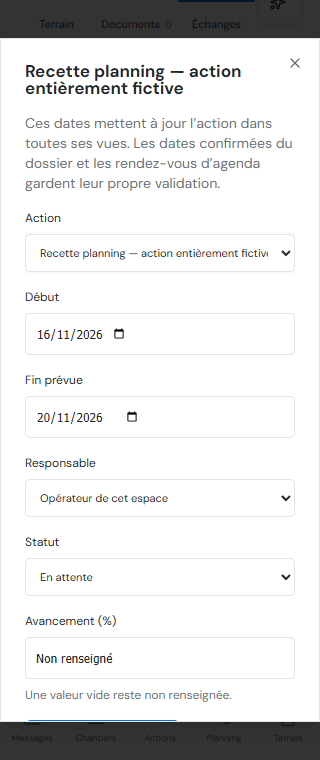 Terrain Documents Échanges
Recette planning — action
entièrement fictive
Ces dates mettent à jour l’action dans
toutes ses vues. Les dates confirmées du
dossier et les rendez-vous d’agenda
gardent leur propre validation.
Action
Recette planning — action entièrement fictive
Début
16/11/2026
Fin prévue
20/11/2026
Responsable
Opérateur de cet espace
Statut
En attente
Avancement (%)
Non renseigné
Une valeur vide reste non renseignée.
Messages Chantiers Actions Planning Terrain